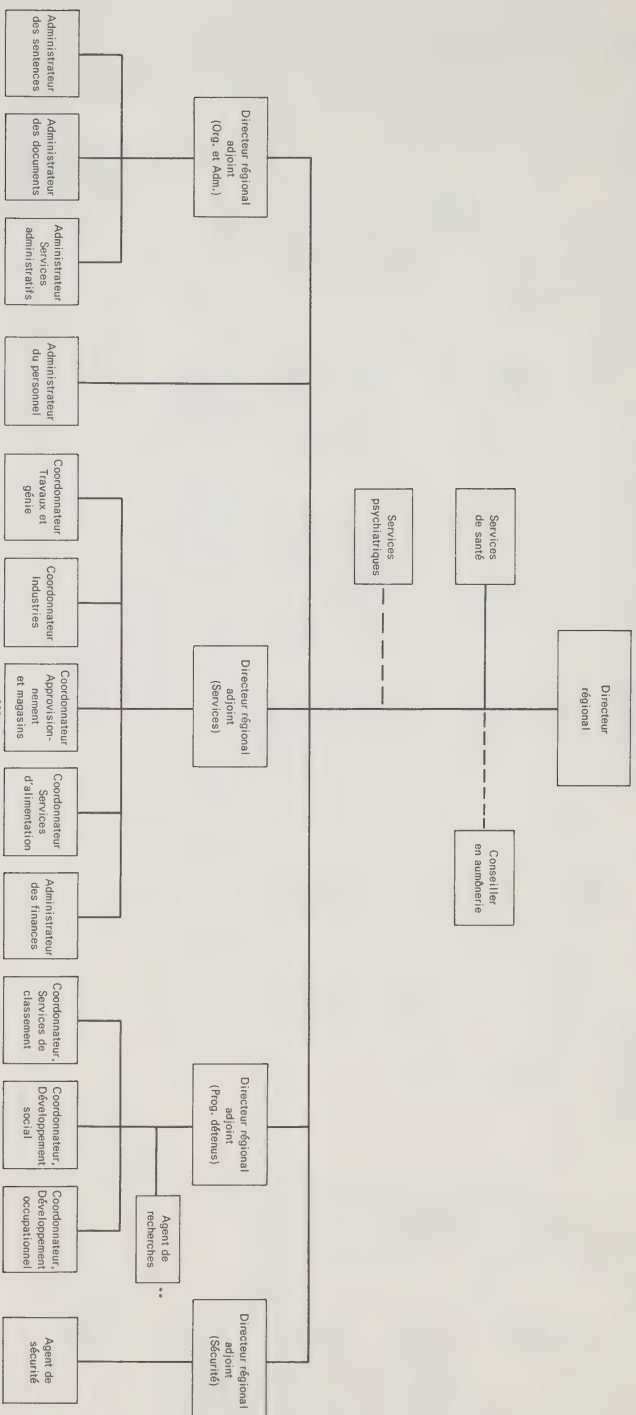 Directeur
régional
Services
de santé
Conseiller
en aumônerie
Services
psychiatriques
Directeur régional
adjoint
(Org. et Adm.)
Directeur régional
adjoint
(Services)
Directeur régional
adjoint
(Prog. détenus)
Directeur régional
adjoint
(Sécurité)
Agent de
recherches
**
Administrateur
des sentences
Administrateur
des documents
Administrateur
Services
administratifs
Administrateur
du personnel
Coordonnateur
Travaux et
génie
Coordonnateur
Industries
Coordonnateur
Approvision-
nement
et magasins
Coordonnateur
Services
d'alimentation
Administrateur
des finances
Coordonnateur,
Services de
classement
Coordonnateur,
Développement
social
Coordonnateur,
Développement
occupationnel
Agent de
sécurité